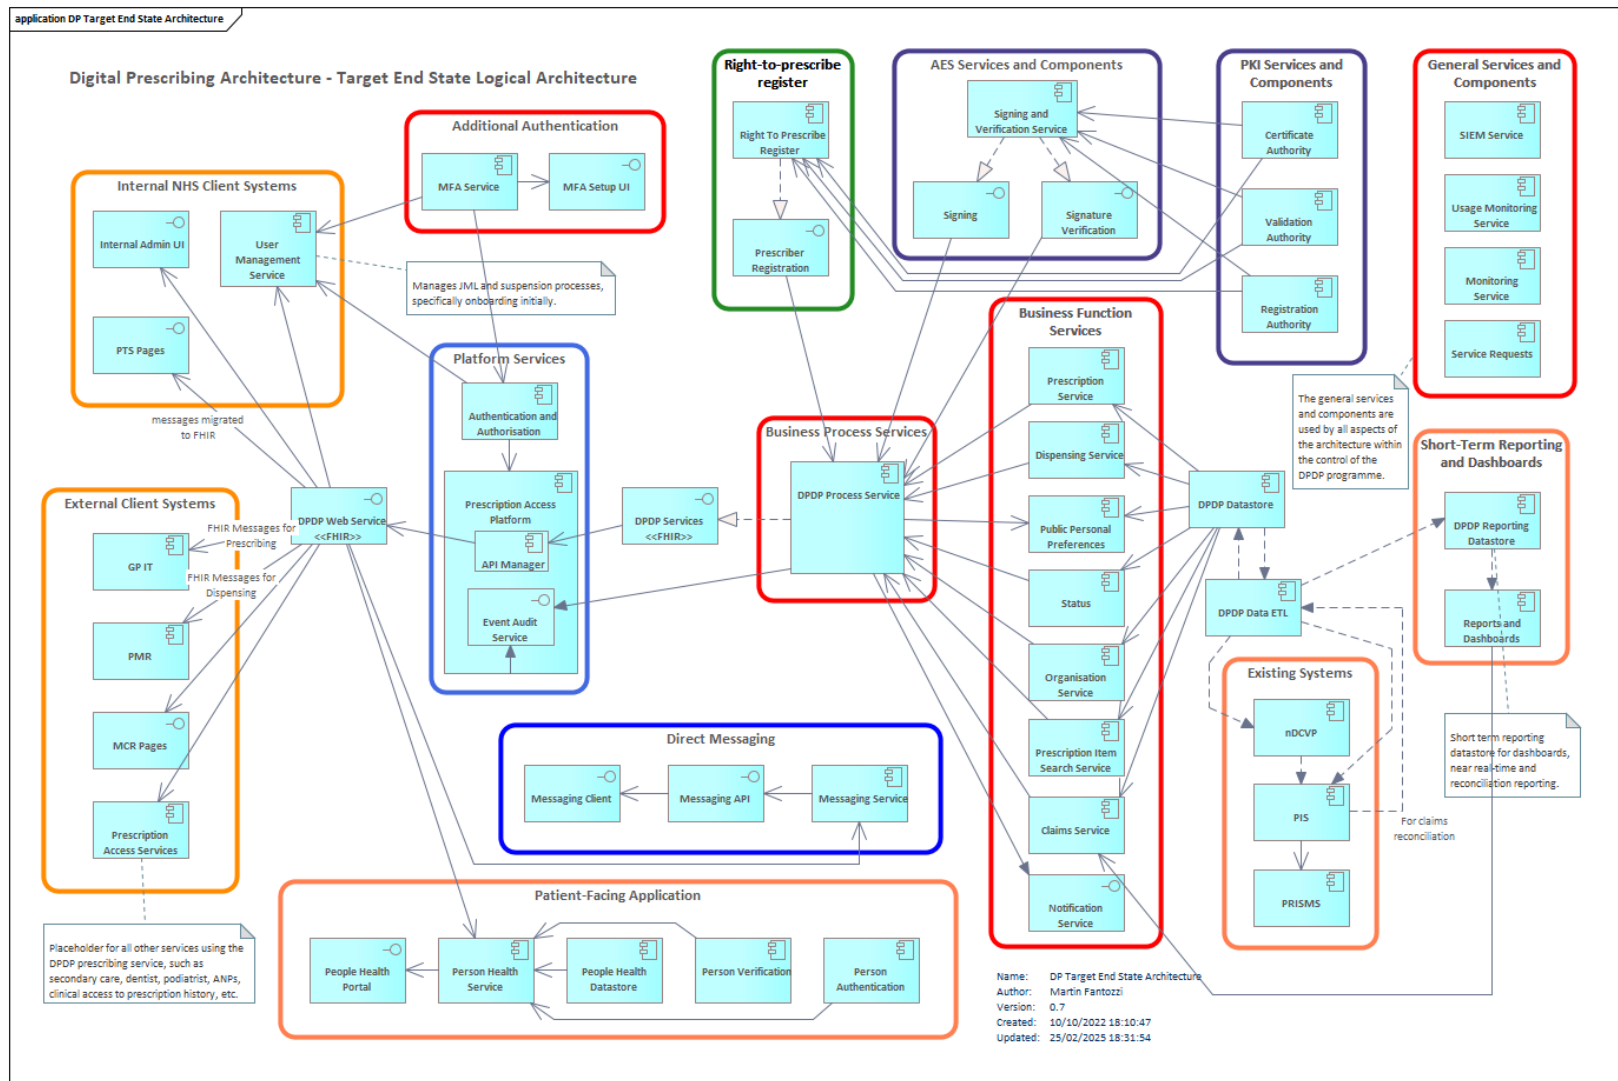 application DP Target End State Architecture
Digital Prescribing Architecture - Target End State Logical Architecture
Additional Authentication
MFA Service
MFA Setup UI
Internal NHS Client Systems
Internal Admin UI
User
Management
Service
PTS Pages
Manages JML and suspension processes,
specifically onboarding initially.
messages migrated
to FHIR
Right-to-prescribe
register
Right To Prescribe
Register
Prescriber
Registration
AES Services and Components
Signing and
Verification Service
Signing
Signature
Verification
PKI Services and
Components
Certificate
Authority
Validation
Authority
Registration
Authority
General Services and
Components
SIEM Service
Usage Monitoring
Service
Monitoring
Service
Service Requests
The general services
and components are
used by all aspects of
the architecture within
the control of the
DPDP programme.
Platform Services
Authentication and
Authorisation
Prescription Access
Platform
API Manager
Event Audit
Service
External Client Systems
GP IT
PMR
MCR Pages
Prescription
Access Services
DPDP Web Service
<<FHIR>>
FHIR Messages for
Prescribing
FHIR Messages for
Dispensing
DPDP Services
<<FHIR>>
Business Process Services
DPDP Process Service
Business Function
Services
Prescription
Service
Dispensing Service
Public Personal
Preferences
Status
Organisation
Service
Prescription Item
Search Service
Claims Service
Notification
Service
DPDP Datastore
DPDP Data ETL
Short-Term Reporting
and Dashboards
DPDP Reporting
Datastore
Reports and
Dashboards
Existing Systems
nDCVP
PIS
PRISMS
For claims
reconciliation
Short term reporting
datastore for dashboards,
near real-time and
reconciliation reporting.
Direct Messaging
Messaging Client
Messaging API
Messaging Service
Patient-Facing Application
People Health
Portal
Person Health
Service
People Health
Datastore
Person Verification
Person
Authentication
Placeholder for all other services using the
DPDP prescribing service, such as
secondary care, dentist, podiatrist, ANPs,
clinical access to prescription history, etc.
Name: DP Target End State Architecture
Author: Martin Fantozzi
Version: 0.7
Created: 10/10/2022 18:10:47
Updated: 25/02/2025 18:31:54